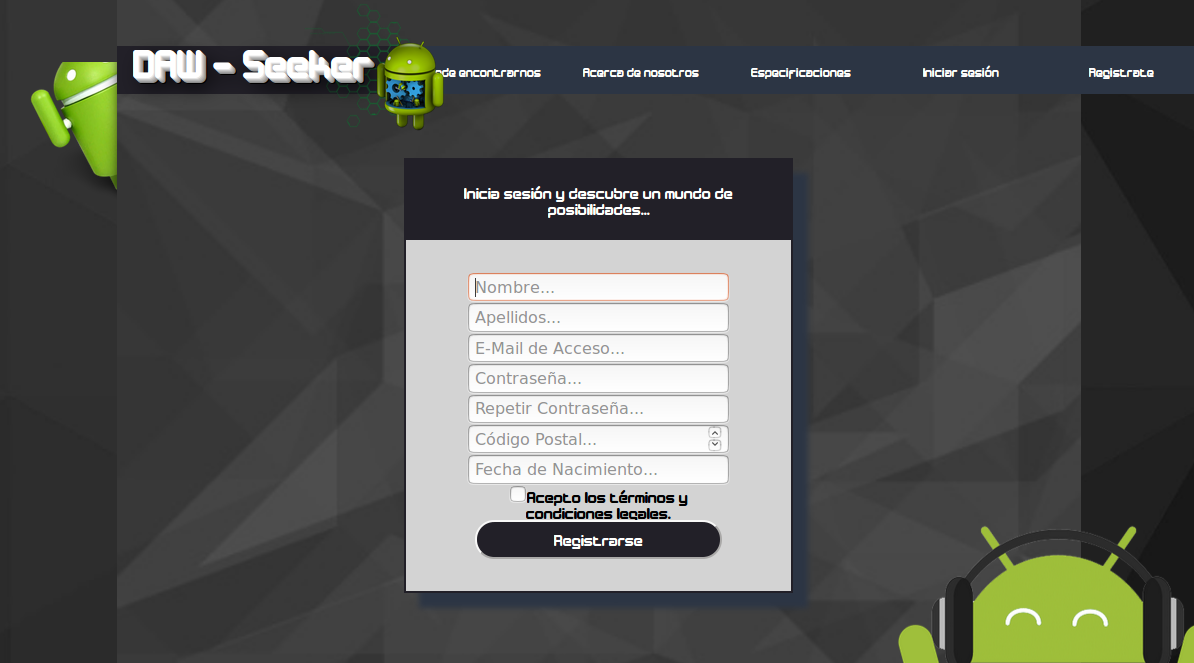 DAW - Seeker
de encontrarnos
Acerca de nosotros
Especificaciones
Iniciar sesión
Registrate
Inicia sesión y descubre un mundo de
posibilidades...
Nombre...
Apellidos...
E-Mail de Acceso...
Contraseña...
Repetir Contraseña...
Código Postal...
Fecha de Nacimiento...
Acepto los términos y
condiciones legales.
Registrarse